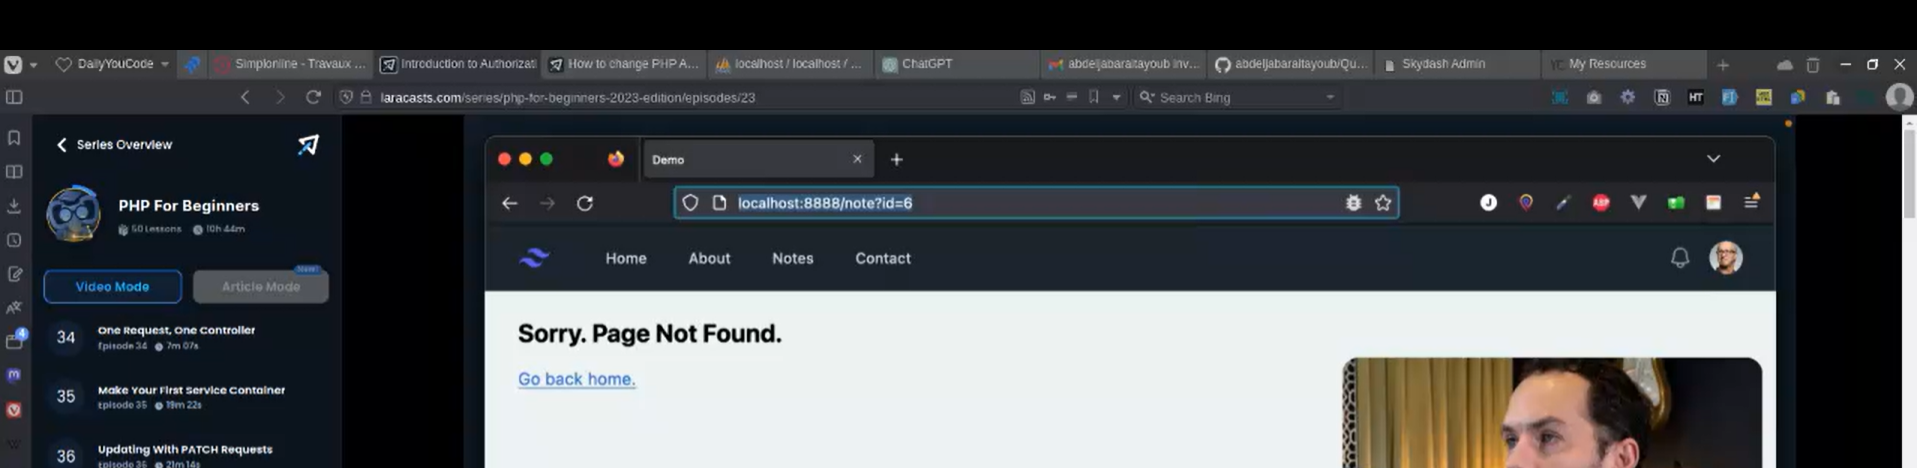 DailyYouCode
Simplonline - Travaux ...
Introduction to Authorizat
How to change PHP A...
localhost / localhost / ...
ChatGPT
abdeljabaraitayoub inv...
abdeljabaraitayoub/Qu...
Skydash Admin
My Resources
laracasts.com/series/php-for-beginners-2023-edition/episodes/23
Search Bing
HT
Series Overview
PHP For Beginners
50 Lessons 10h 44m
New!
Video Mode
Article Mode
34
One Request, One Controller
Episode 34 7m 07s
35
Make Your First Service Container
Episode 35 19m 22s
36
Updating With PATCH Requests
Episode 36 21m 14s
4
Demo
localhost:8888/note?id=6
J
ABP
Home
About
Notes
Contact
Sorry. Page Not Found.
Go back home.